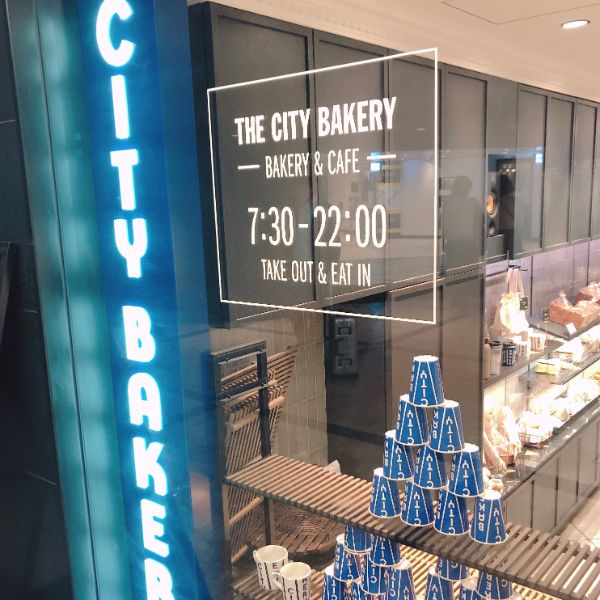 CITY BAKER
THE CITY BAKERY
BAKERY & CAFE
7:30-22:00
TAKE OUT & EAT IN